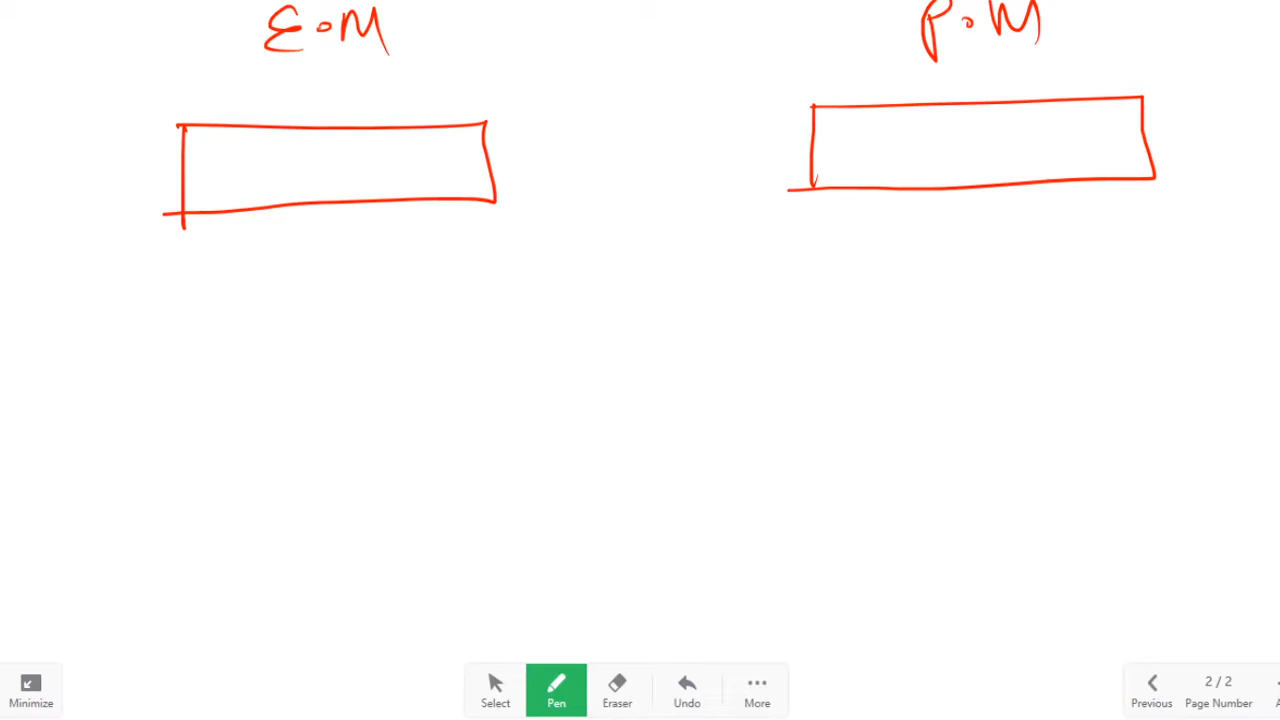 E.M
P.M
Minimize
Select
Pen
Eraser
Undo
More
Previous
2 / 2
Page Number